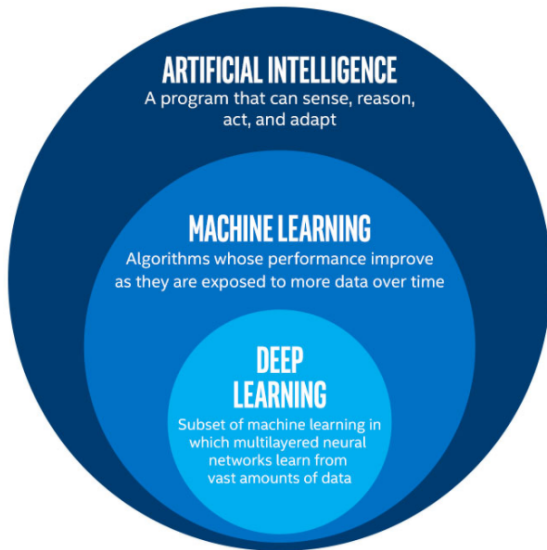 ARTIFICIAL INTELLIGENCE
A program that can sense, reason,
act, and adapt
MACHINE LEARNING
Algorithms whose performance improve
as they are exposed to more data over time
DEEP
LEARNING
Subset of machine learning in
which multilayered neural
networks learn from
vast amounts of data